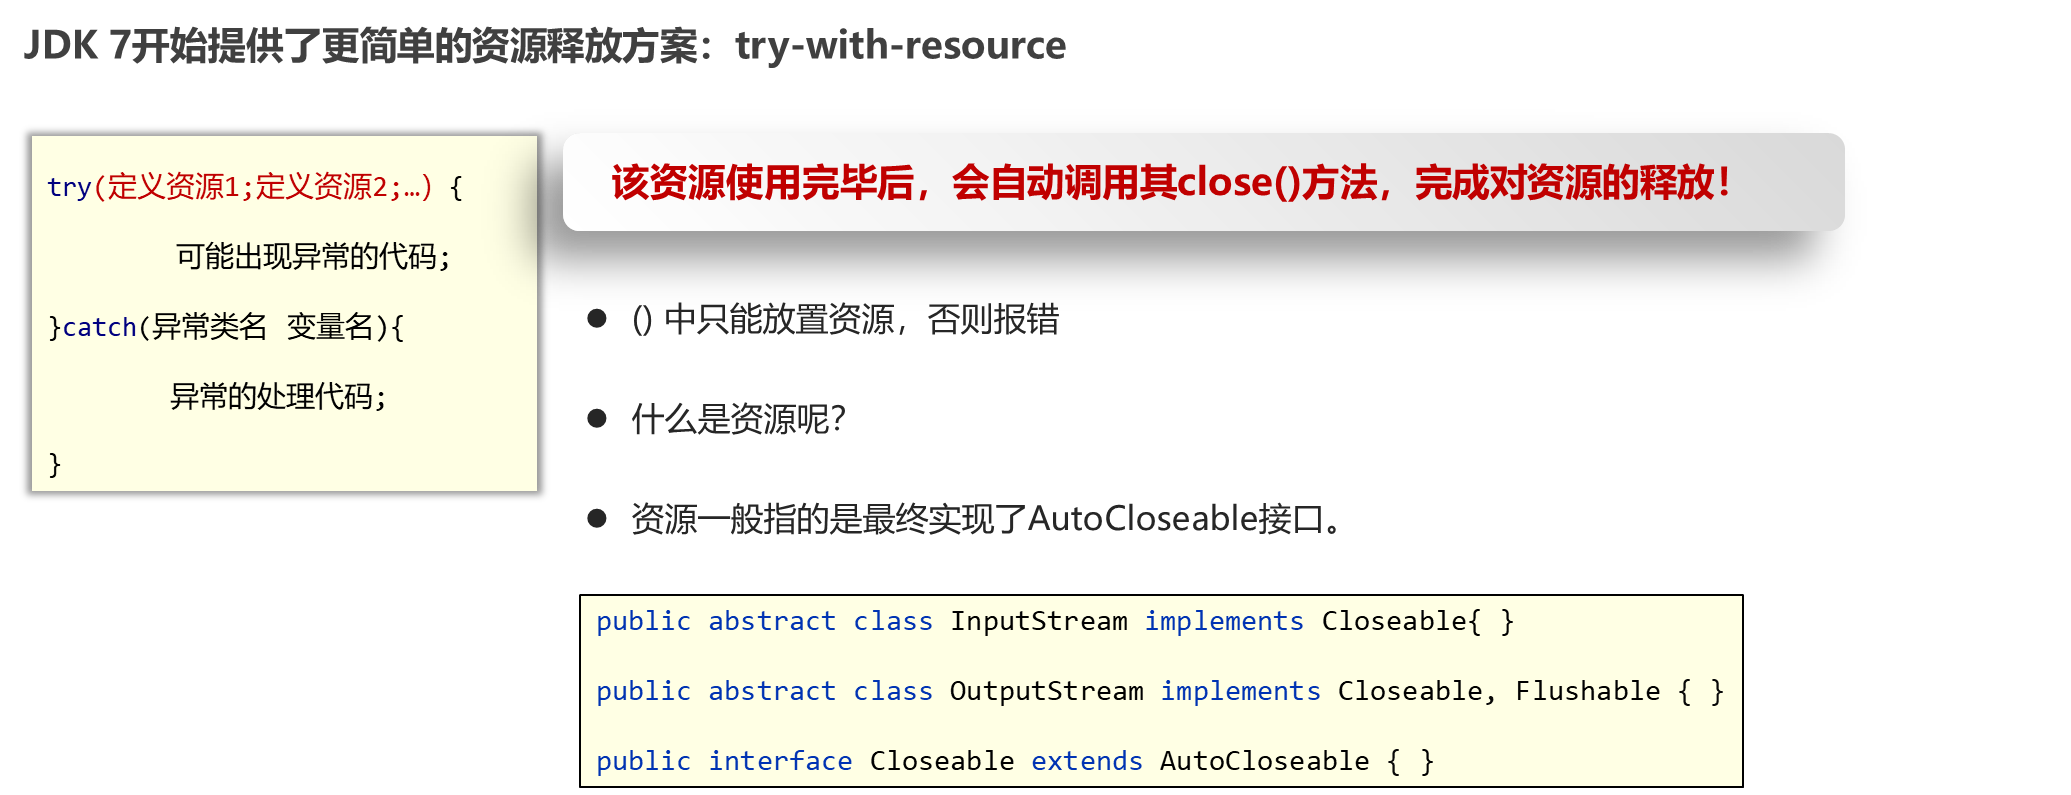 JDK 7开始提供了更简单的资源释放方案：try-with-resource
try(定义资源1;定义资源2;…) {
可能出现异常的代码;
}catch(异常类名 变量名){
异常的处理代码;
}
该资源使用完毕后，会自动调用其close()方法，完成对资源的释放！
● () 中只能放置资源，否则报错
● 什么是资源呢？
● 资源一般指的是最终实现了AutoCloseable接口。
public abstract class InputStream implements Closeable{ }
public abstract class OutputStream implements Closeable, Flushable { }
public interface Closeable extends AutoCloseable { }